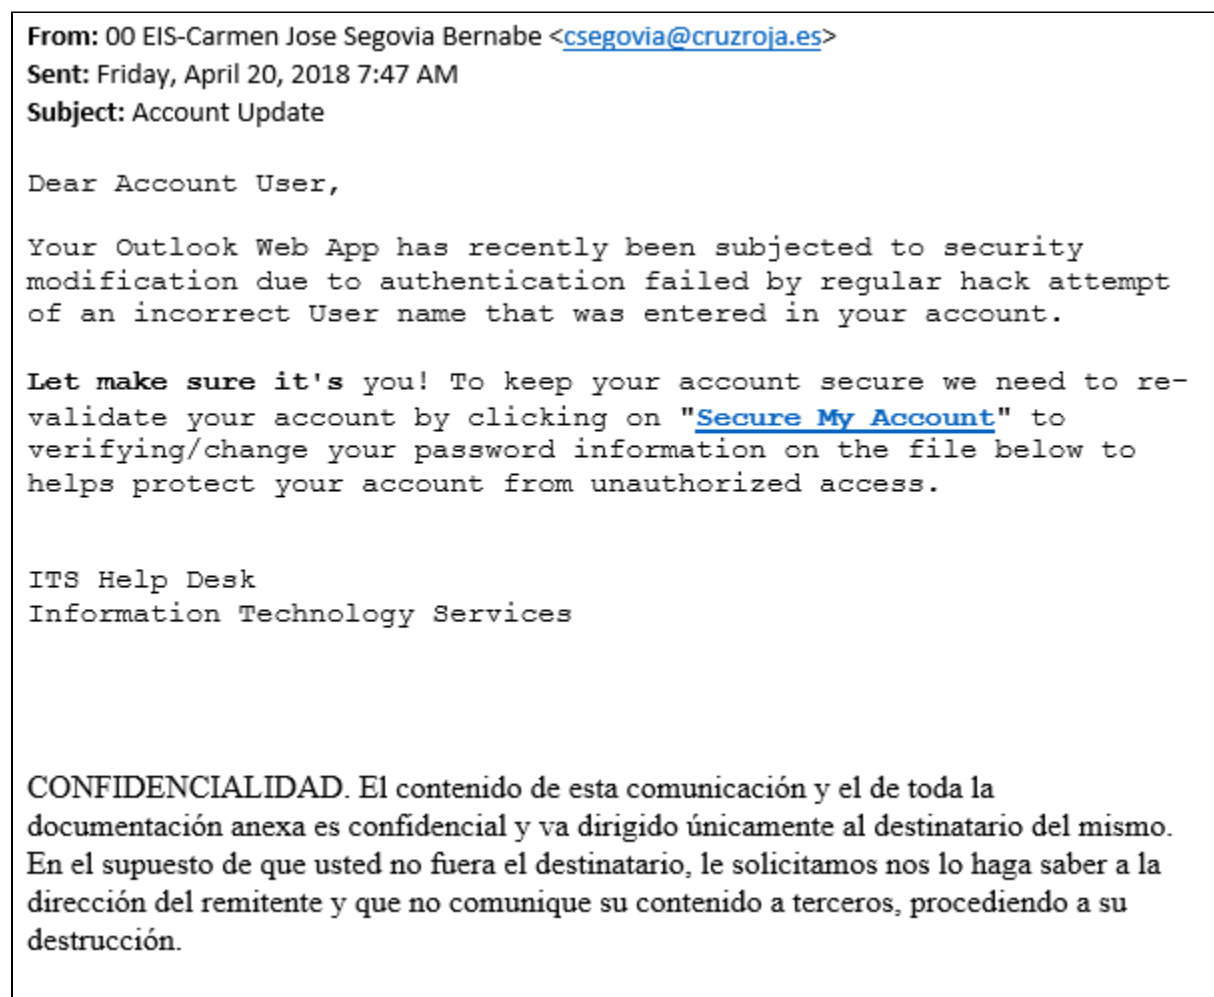 From: 00 EIS-Carmen Jose Segovia Bernabe <csegovia@cruzroja.es>
Sent: Friday, April 20, 2018 7:47 AM
Subject: Account Update
Dear Account User,
Your Outlook Web App has recently been subjected to security
modification due to authentication failed by regular hack attempt
of an incorrect User name that was entered in your account.
Let make sure it's you! To keep your account secure we need to re-
validate your account by clicking on "Secure My Account" to
verifying/change your password information on the file below to
helps protect your account from unauthorized access.
ITS Help Desk
Information Technology Services
CONFIDENCIALIDAD. El contenido de esta comunicación y el de toda la
documentación anexa es confidencial y va dirigido únicamente al destinatario del mismo.
En el supuesto de que usted no fuera el destinatario, le solicitamos nos lo haga saber a la
dirección del remitente y que no comunique su contenido a terceros, procediendo a su
destrucción.